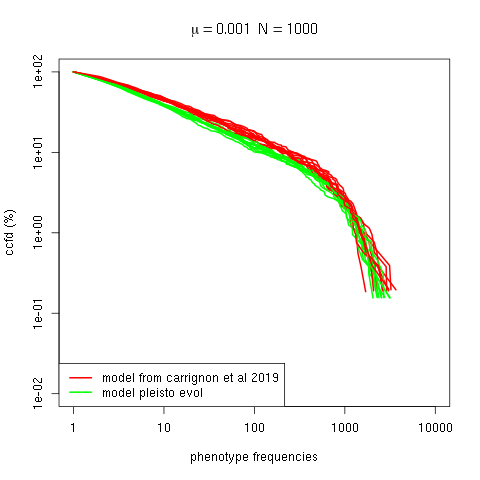 μ = 0.001 N = 1000
ccfd (%)
1e+02
1e+01
1e+00
1e-01
1e-02
model from carrignon et al 2019
model pleisto evol
1 10 100 1000 10000
phenotype frequencies